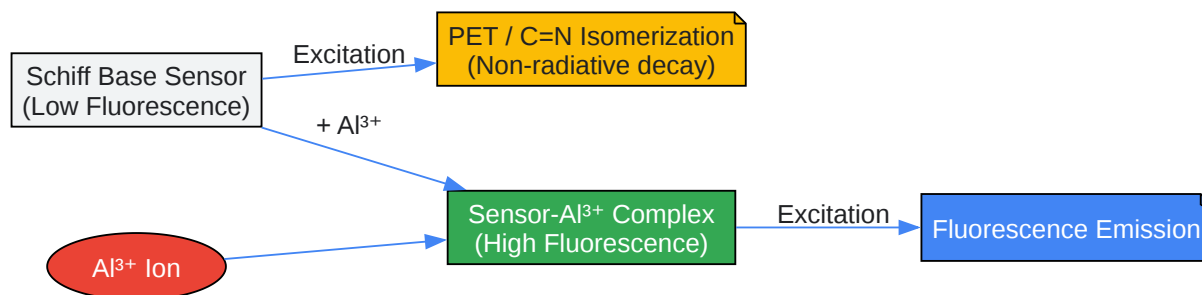 Schiff Base Sensor
(Low Fluorescence)
Excitation
PET / C=N Isomerization
(Non-radiative decay)
+ Al³⁺
Al³⁺ Ion
Sensor-Al³⁺ Complex
(High Fluorescence)
Excitation
Fluorescence Emission